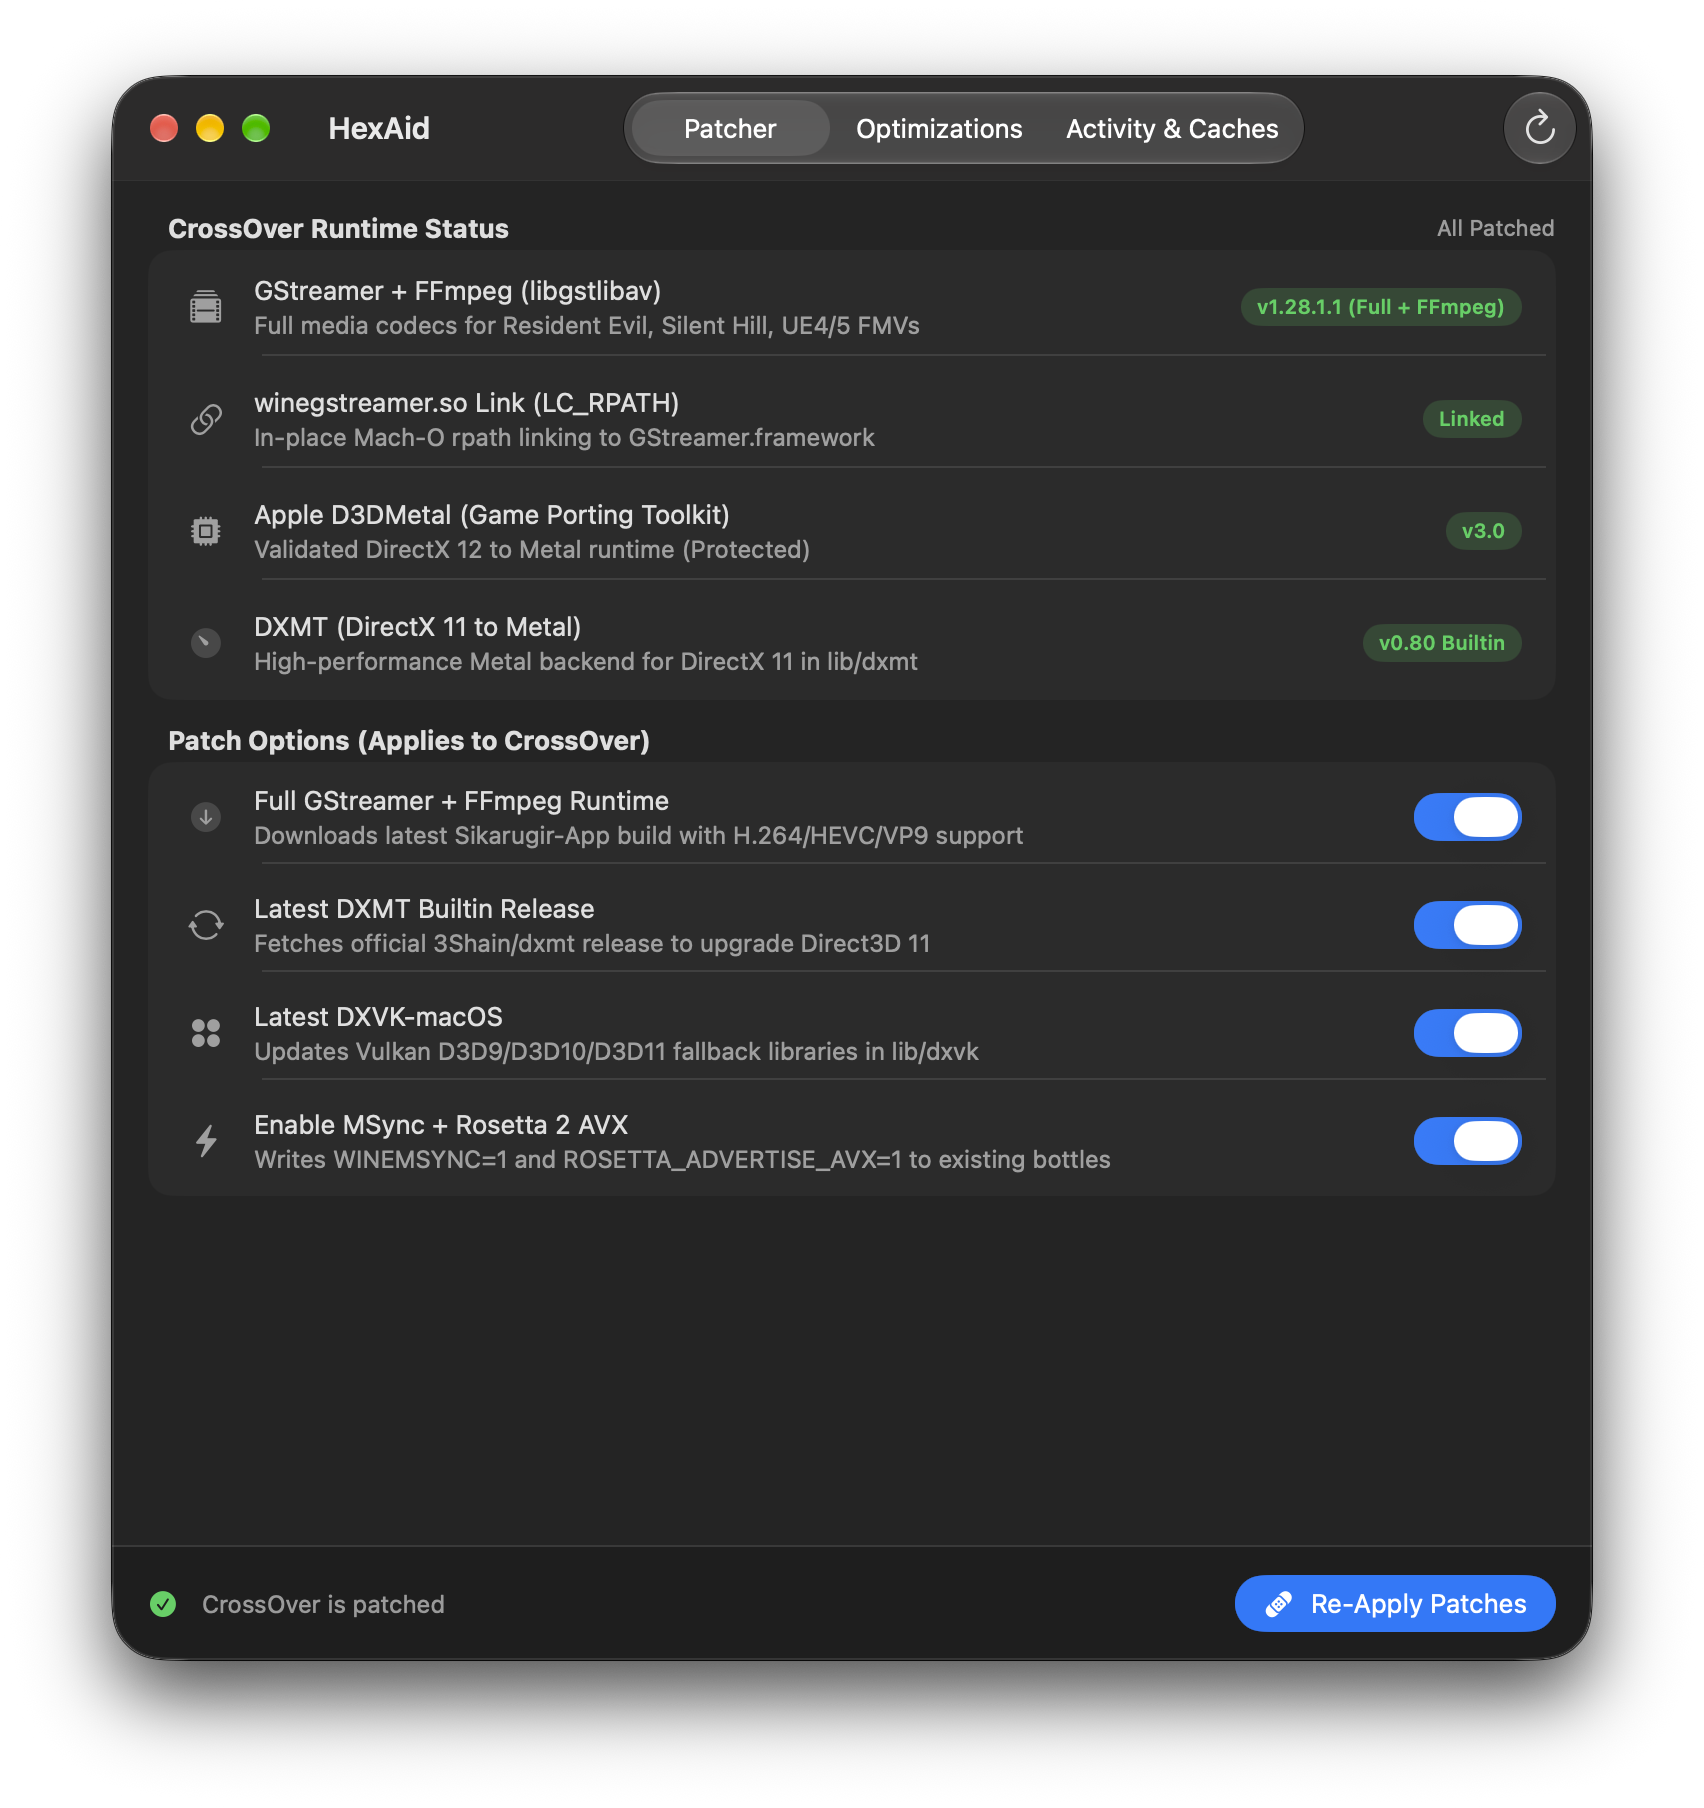 HexAid
Patcher
Optimizations
Activity & Caches
CrossOver Runtime Status
All Patched
GStreamer + FFmpeg (libgstlibav)
Full media codecs for Resident Evil, Silent Hill, UE4/5 FMVs
v1.28.1.1 (Full + FFmpeg)
winegstreamer.so Link (LC_RPATH)
In-place Mach-O rpath linking to GStreamer.framework
Linked
Apple D3DMetal (Game Porting Toolkit)
Validated DirectX 12 to Metal runtime (Protected)
v3.0
DXMT (DirectX 11 to Metal)
High-performance Metal backend for DirectX 11 in lib/dxmt
v0.80 Builtin
Patch Options (Applies to CrossOver)
Full GStreamer + FFmpeg Runtime
Downloads latest Sikarugir-App build with H.264/HEVC/VP9 support
Latest DXMT Builtin Release
Fetches official 3Shain/dxmt release to upgrade Direct3D 11
Latest DXVK-macOS
Updates Vulkan D3D9/D3D10/D3D11 fallback libraries in lib/dxvk
Enable MSync + Rosetta 2 AVX
Writes WINEMSYNC=1 and ROSETTA_ADVERTISE_AVX=1 to existing bottles
CrossOver is patched
Re-Apply Patches